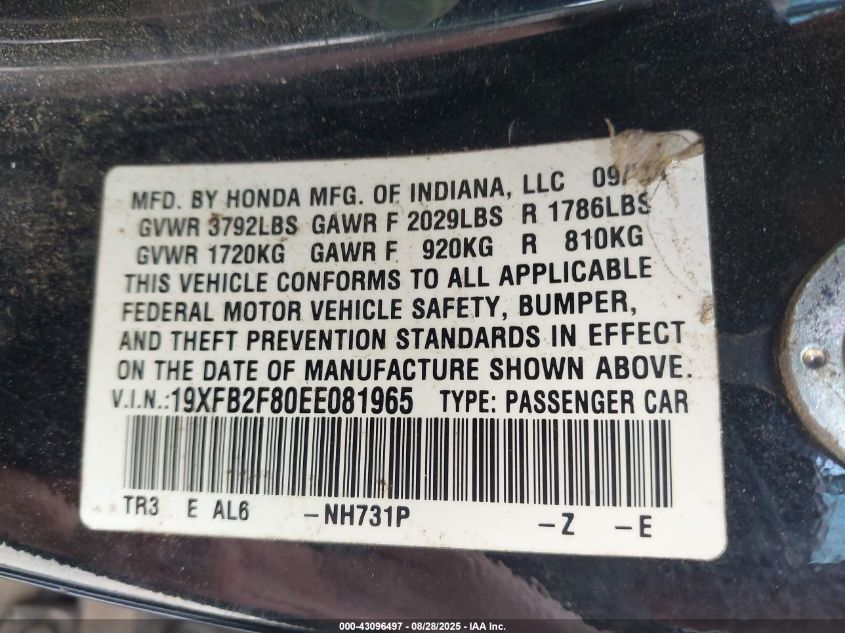 MFD. BY HONDA MFG. OF INDIANA, LLC 09/
GVWR 3792LBS GAWR F 2029LBS R 1786LBS
GVWR 1720KG GAWR F 920KG R 810KG
THIS VEHICLE CONFORMS TO ALL APPLICABLE
FEDERAL MOTOR VEHICLE SAFETY, BUMPER,
AND THEFT PREVENTION STANDARDS IN EFFECT
ON THE DATE OF MANUFACTURE SHOWN ABOVE.
V.I.N.:19XFB2F80EE081965 TYPE: PASSENGER CAR
TR3 E AL6 -NH731P -Z -E
000-43096497 - 08/28/2025 - IAA Inc.